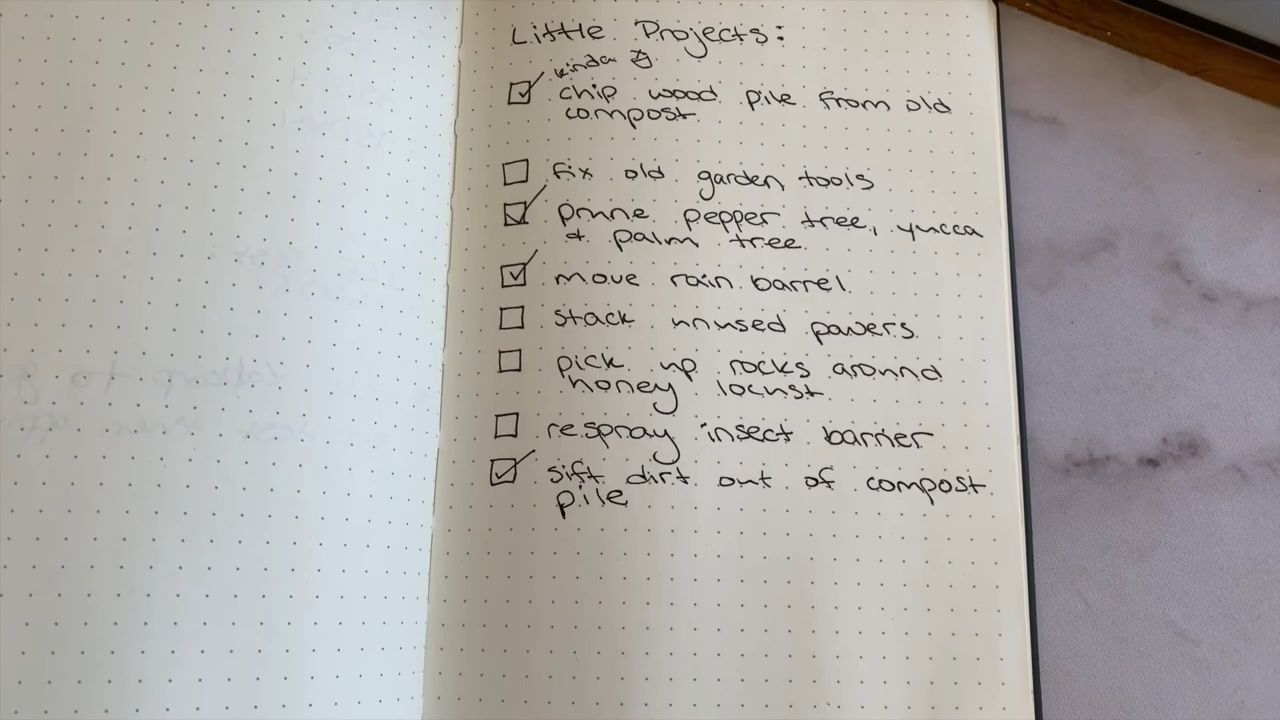 Little Projects:
kinda
☑ chip wood pile from old
compost
☐ fix old garden tools
☑ prune pepper tree, yucca
& palm tree
☑ move rain barrel
☐ stack unused pavers
☐ pick up rocks around
honey locust
☐ respray insect barrier
☑ sift dirt out of compost
pile